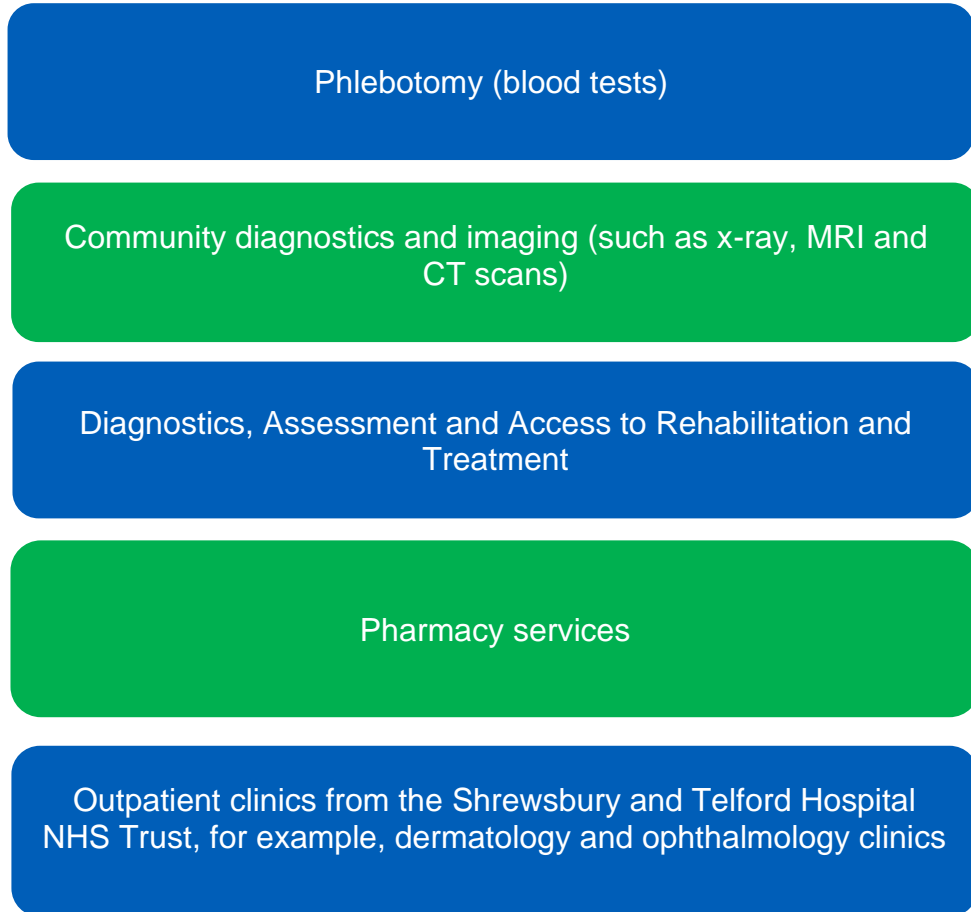 Phlebotomy (blood tests)
Community diagnostics and imaging (such as x-ray, MRI and
CT scans)
Diagnostics, Assessment and Access to Rehabilitation and
Treatment
Pharmacy services
Outpatient clinics from the Shrewsbury and Telford Hospital
NHS Trust, for example, dermatology and ophthalmology clinics